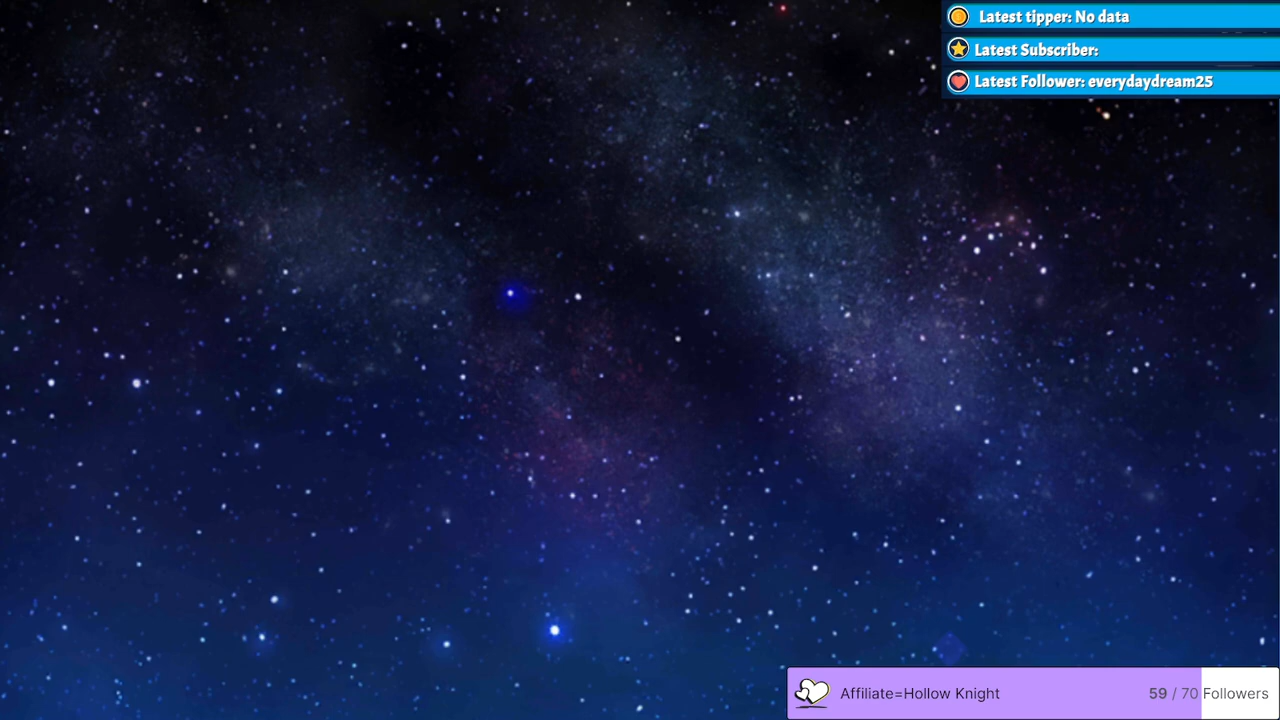 Latest tipper: No data
Latest Subscriber:
Latest Follower: everydaydream25
Affiliate=Hollow Knight 59 / 70 Followers